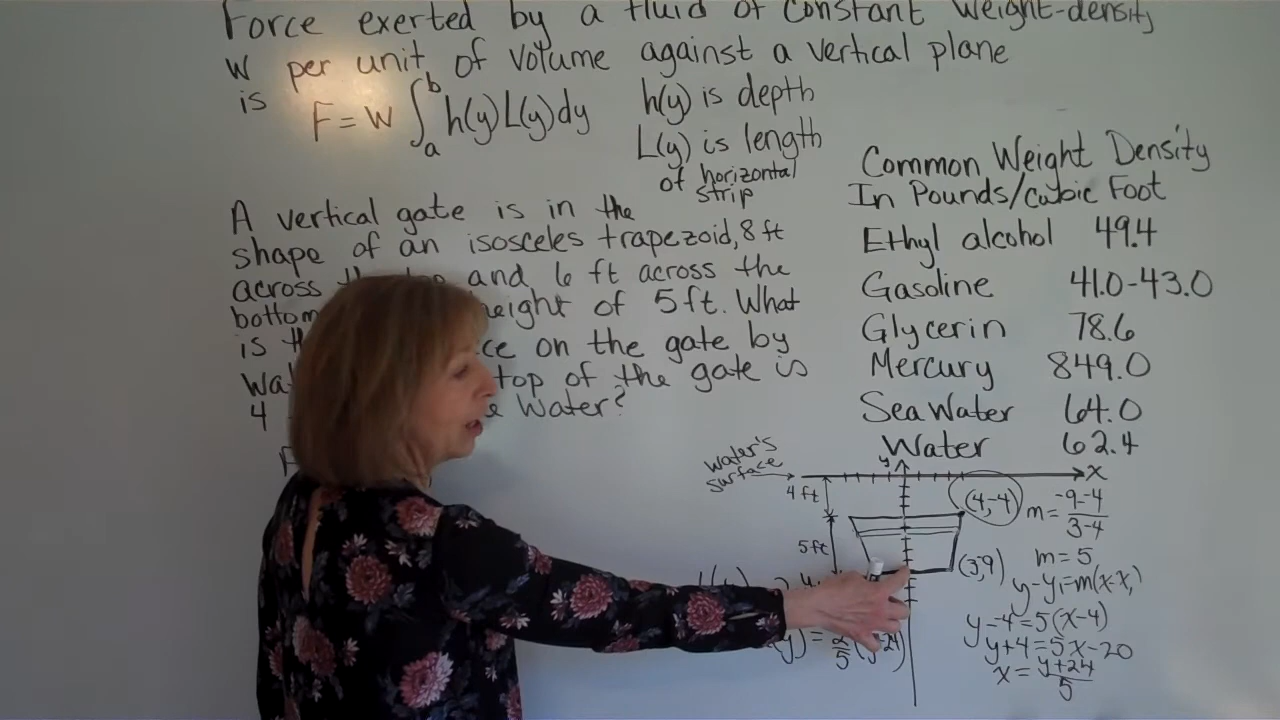 Force exerted by a fluid of constant weight-density
W per unit of volume against a vertical plane
is F = W ∫ₐᵇ h(y)L(y)dy
h(y) is depth
L(y) is length
of horizontal
strip
A vertical gate is in the
shape of an isosceles trapezoid, 8 ft
across and 6 ft across the
bottom height of 5 ft. What
is on the gate by
top of the gate is
4 Water?
Common Weight Density
In Pounds/cubic Foot
Ethyl alcohol 49.4
Gasoline 41.0-43.0
Glycerin 78.6
Mercury 849.0
Sea Water 64.0
Water 62.4
water's
surface
y
x
4 ft
5 ft
(4,-4)
(3,9)
m = -9--4 / 3-4
m = 5
y-y₁=m(x-x₁)
y--4=5(x-4)
y+4=5x-20
x = y+24 / 5